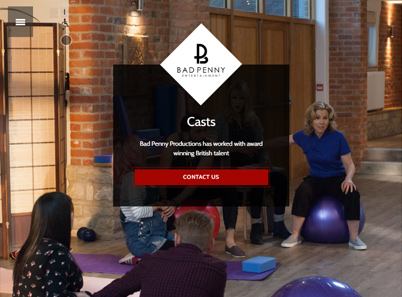 BAD PENNY
ENTERTAINMENT
Casts
Bad Penny Productions has worked with award
winning British talent
CONTACT US